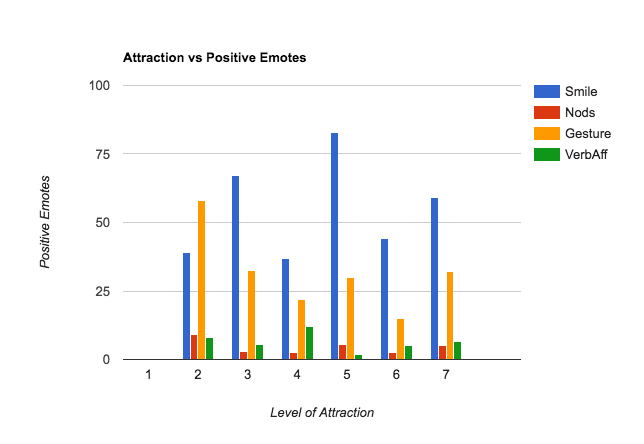 Attraction vs Positive Emotes
100
75
50
25
0
Positive Emotes
1 2 3 4 5 6 7
Level of Attraction
Smile
Nods
Gesture
VerbAff